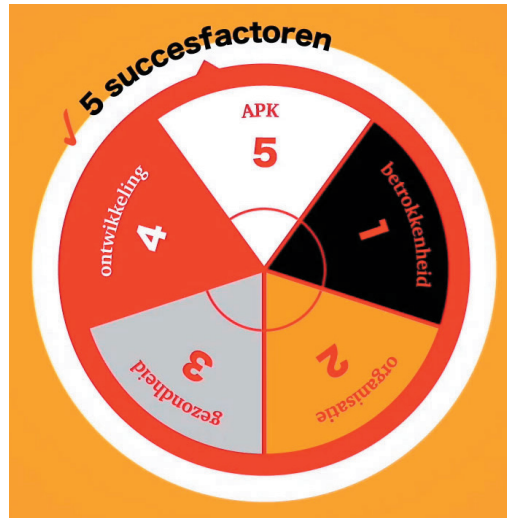 5 succesfactoren
APK
5
betrokkenheid
1
organisatie
2
gezondheid
3
ontwikkeling
4